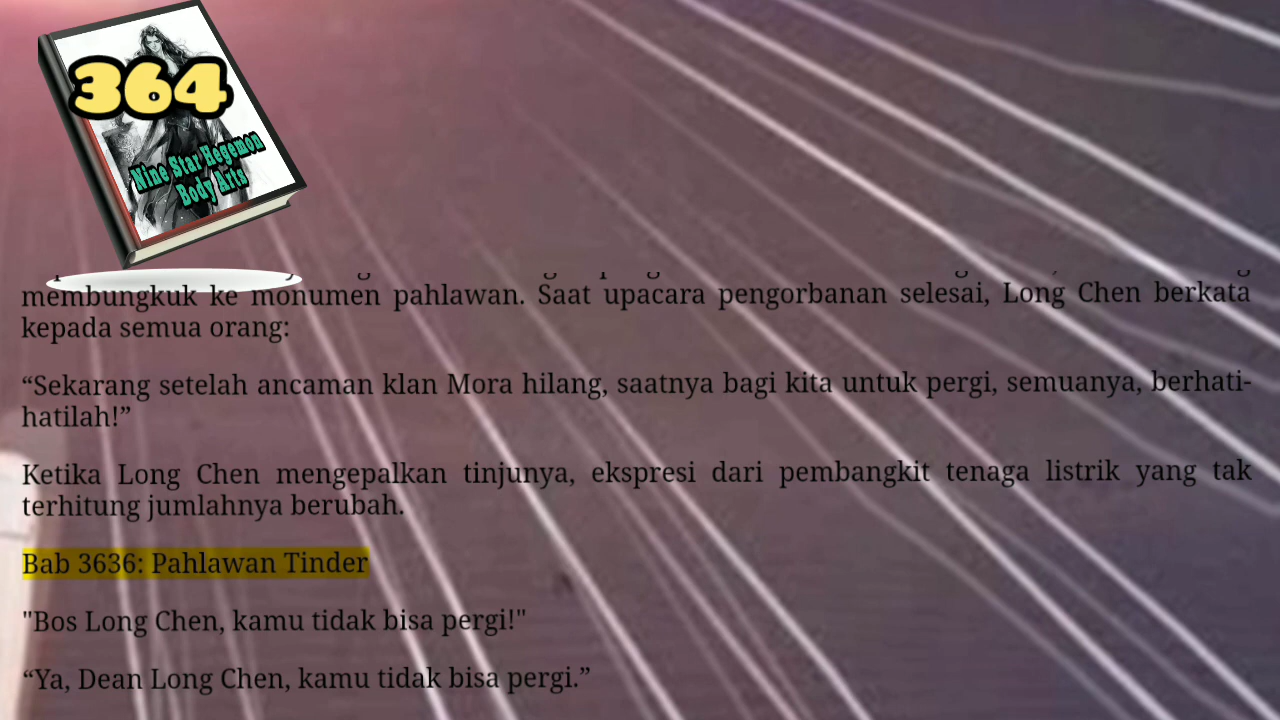 364
Nine Star Hegemon
Body Arts
membungkuk ke monumen pahlawan. Saat upacara pengorbanan selesai, Long Chen berkata
kepada semua orang:
“Sekarang setelah ancaman klan Mora hilang, saatnya bagi kita untuk pergi, semuanya, berhati-
hatilah!”
Ketika Long Chen mengepalkan tinjunya, ekspresi dari pembangkit tenaga listrik yang tak
terhitung jumlahnya berubah.
Bab 3636: Pahlawan Tinder
"Bos Long Chen, kamu tidak bisa pergi!"
“Ya, Dean Long Chen, kamu tidak bisa pergi.”